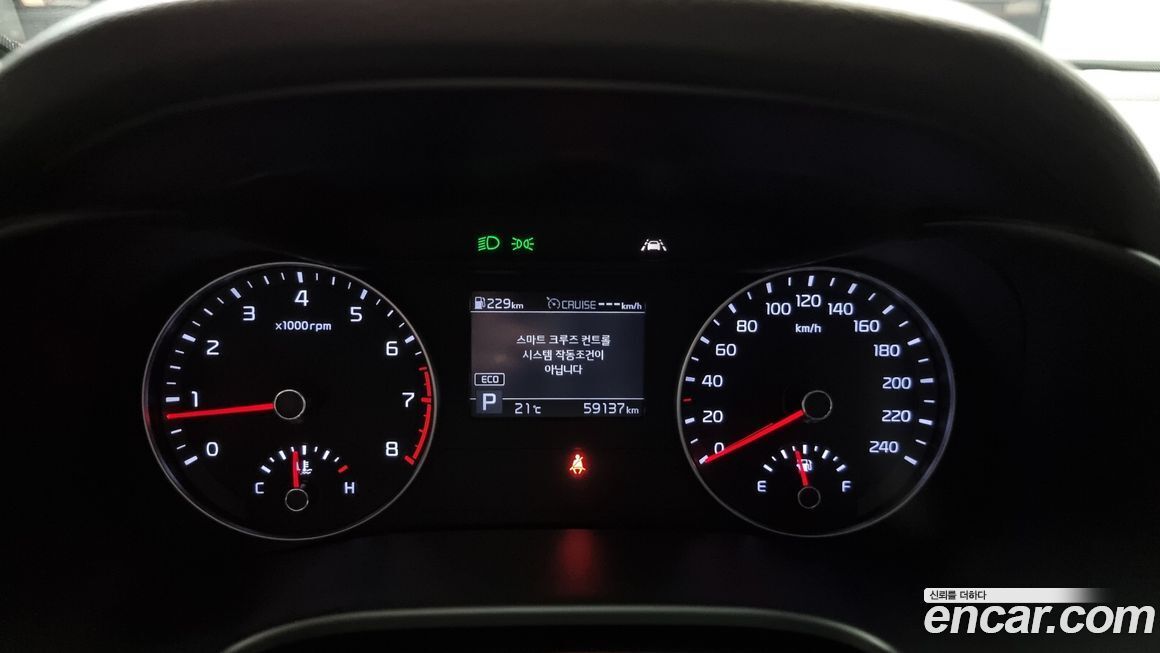 229km CRUISE ---km/h
스마트 크루즈 컨트롤
시스템 작동조건이
아닙니다
ECO
P 21℃ 59137km
0 1 2 3 4 5 6 7 8
x1000rpm
C H
0 20 40 60 80 100 120 140 160 180 200 220 240
km/h
E F
신뢰를 더하다
encar.com